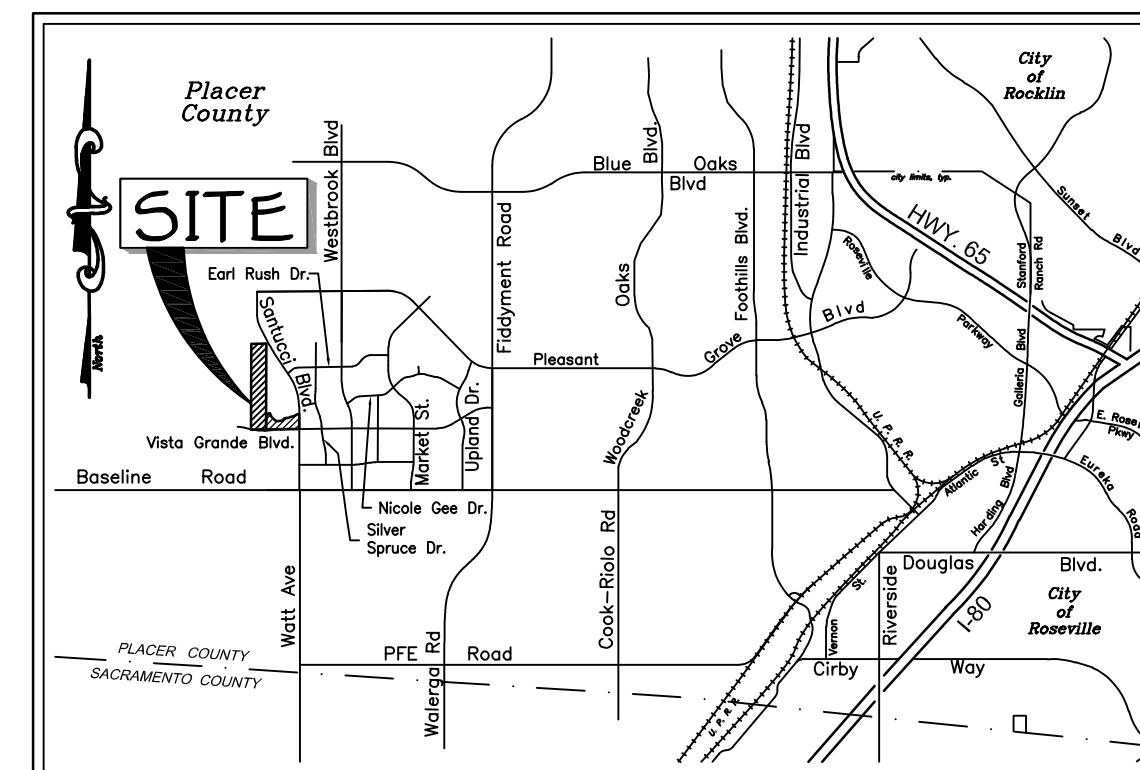 Placer
County
City
of
Rocklin
North
SITE
Westbrook Blvd
Fiddyment Road
Blvd.
Oaks
Woodcreek
Foothills Blvd.
Industrial Blvd
Blue Oaks
Blvd
city limits, typ.
HWY. 65
Sunset Blvd
Stanford
Ranch Rd
Roseville
Parkway
Earl Rush Dr.
Santucci Blvd.
Pleasant Grove Blvd
Galleria Blvd
U. P. R. R.
E. Rose
Pkwy
Vista Grande Blvd.
Market St.
Upland Dr.
Baseline Road
Atlantic St.
Harding Blvd
Eureka Road
Nicole Gee Dr.
Silver
Spruce Dr.
Watt Ave
Walerga Rd
Cook-Riolo Rd
Douglas Blvd.
Vernon St.
Riverside
I-80
City
of
Roseville
PLACER COUNTY
SACRAMENTO COUNTY
PFE Road
Cirby Way
U. P. R. R.